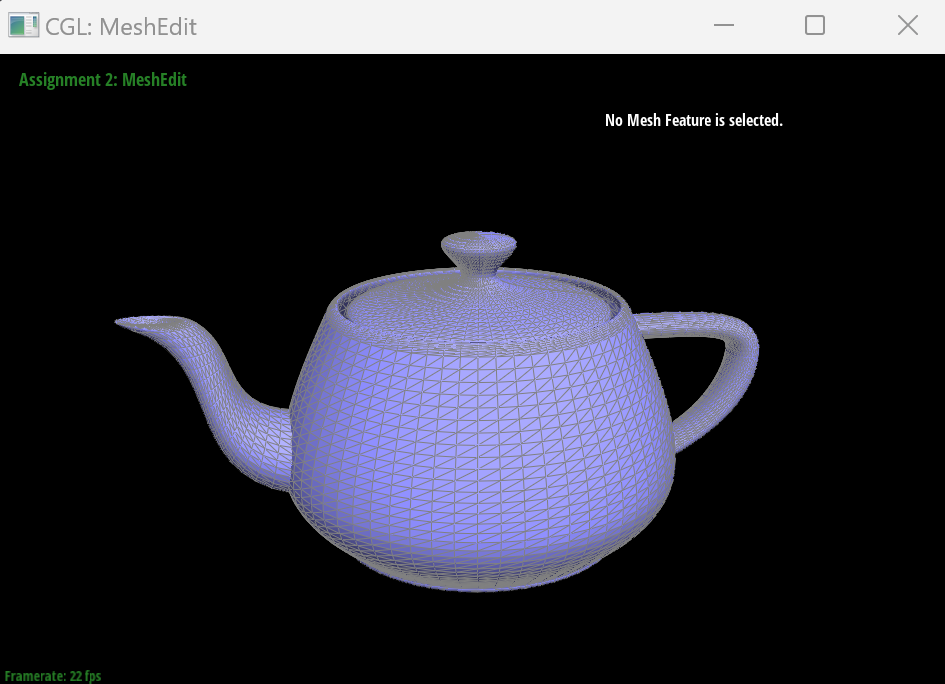 CGL: MeshEdit
Assignment 2: MeshEdit
No Mesh Feature is selected.
Framerate: 22 fps